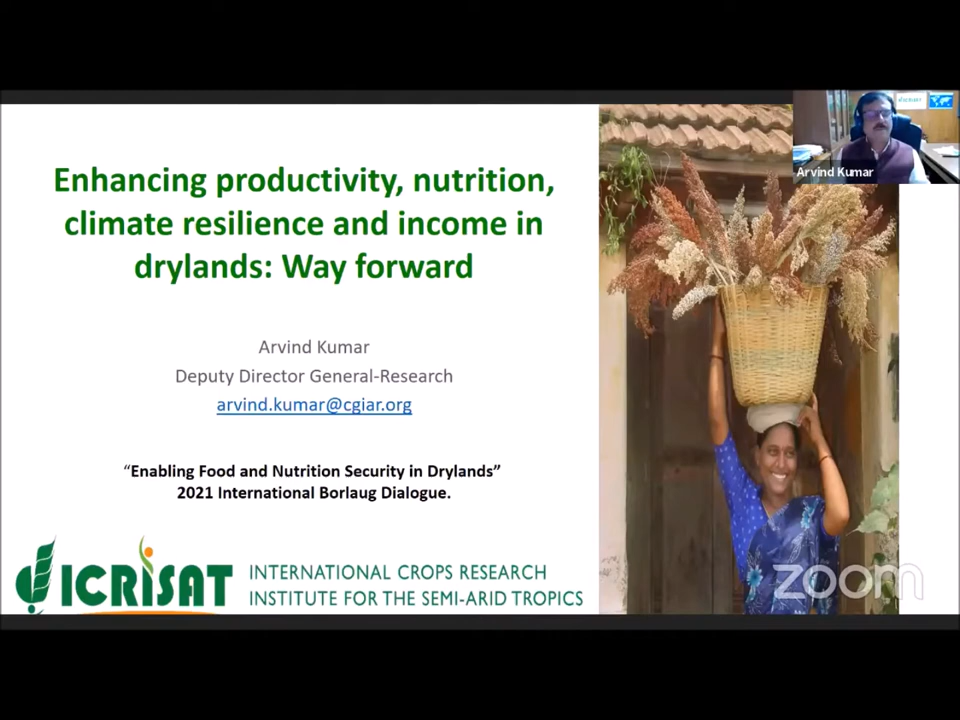 Enhancing productivity, nutrition,
climate resilience and income in
drylands: Way forward
Arvind Kumar
Deputy Director General-Research
arvind.kumar@cgiar.org
“Enabling Food and Nutrition Security in Drylands”
2021 International Borlaug Dialogue.
ICRISAT
INTERNATIONAL CROPS RESEARCH
INSTITUTE FOR THE SEMI-ARID TROPICS
Arvind Kumar
ICRISAT
zoom